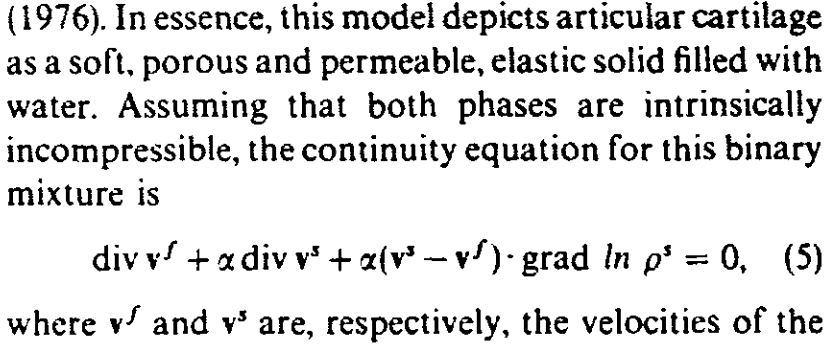 (1976). In essence, this model depicts articular cartilage
as a soft, porous and permeable, elastic solid filled with
water. Assuming that both phases are intrinsically
incompressible, the continuity equation for this binary
mixture is
div v^f + α div v^s + α(v^s − v^f)· grad ln ρ^s = 0, (5)
where v^f and v^s are, respectively, the velocities of the